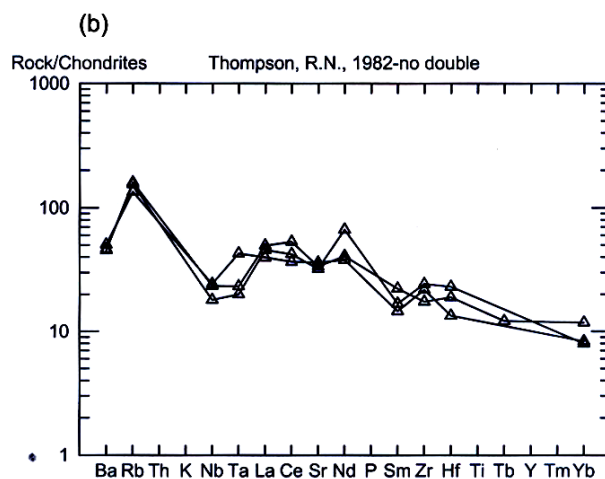 (b)
Rock/Chondrites Thompson, R.N., 1982-no double
1000
100
10
1
Ba Rb Th K Nb Ta La Ce Sr Nd P Sm Zr Hf Ti Tb Y Tm Yb